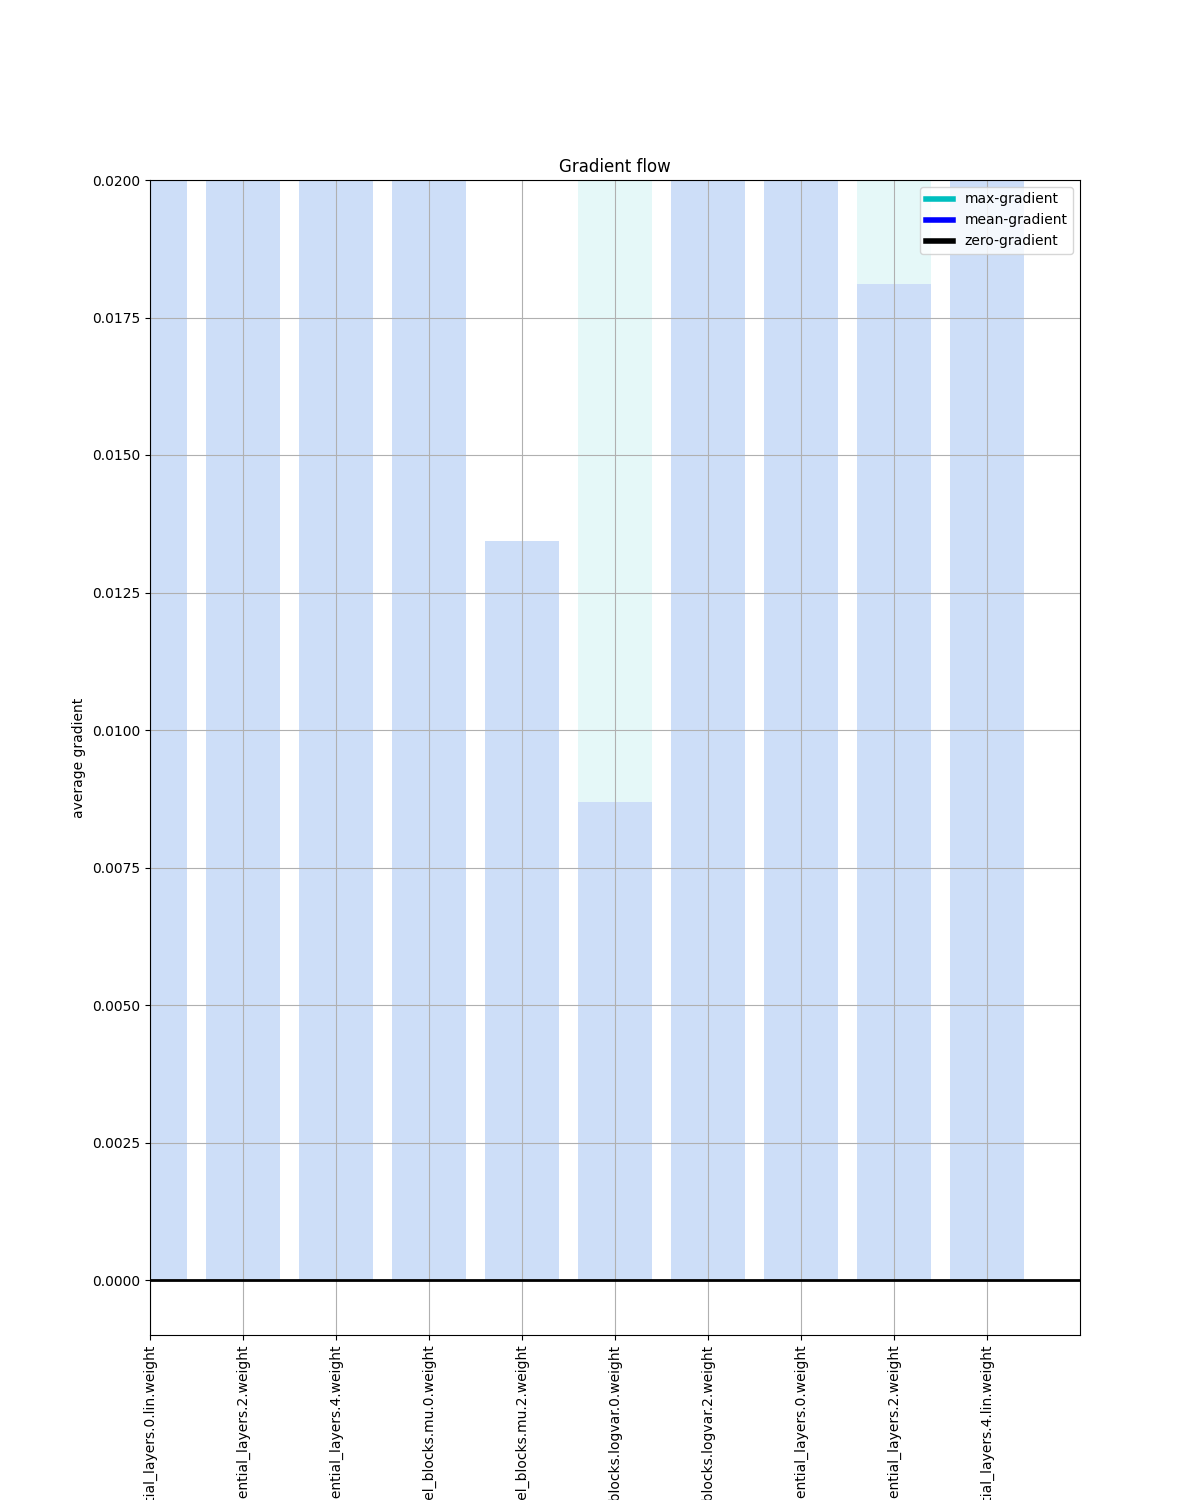 Gradient flow
max-gradient
mean-gradient
zero-gradient
0.0200
0.0175
0.0150
0.0125
0.0100
0.0075
0.0050
0.0025
0.0000
average gradient
tial_layers.0.lin.weight
ential_layers.2.weight
ential_layers.4.weight
el_blocks.mu.0.weight
el_blocks.mu.2.weight
blocks.logvar.0.weight
blocks.logvar.2.weight
ential_layers.0.weight
ential_layers.2.weight
tial_layers.4.lin.weight